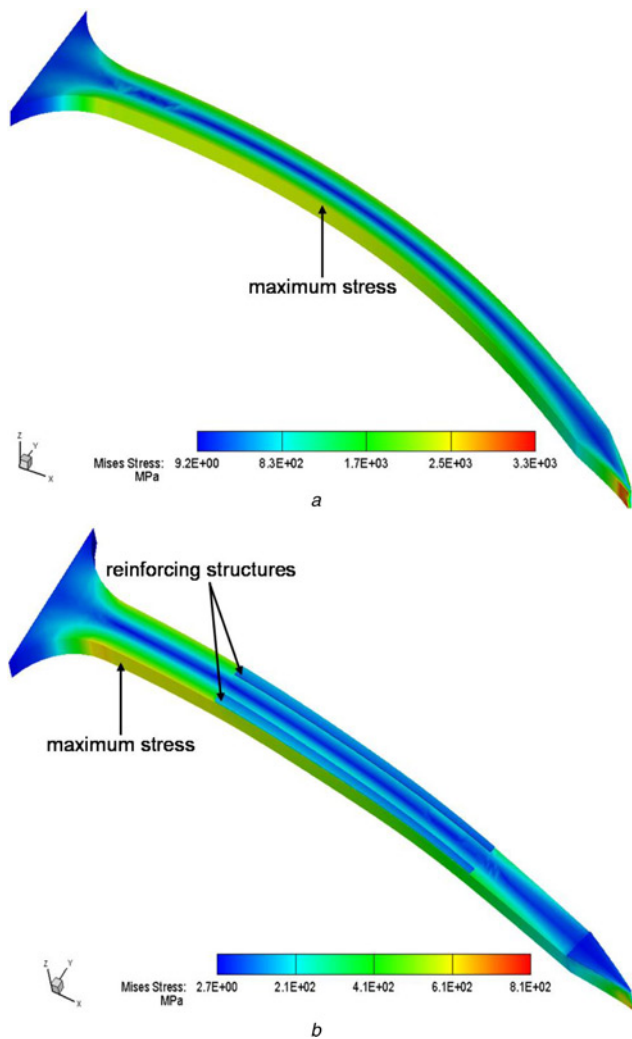 maximum stress
Z
Y
X
Mises Stress:
MPa
9.2E+00 8.3E+02 1.7E+03 2.5E+03 3.3E+03
a
reinforcing structures
maximum stress
Z
Y
X
Mises Stress:
MPa
2.7E+00 2.1E+02 4.1E+02 6.1E+02 8.1E+02
b